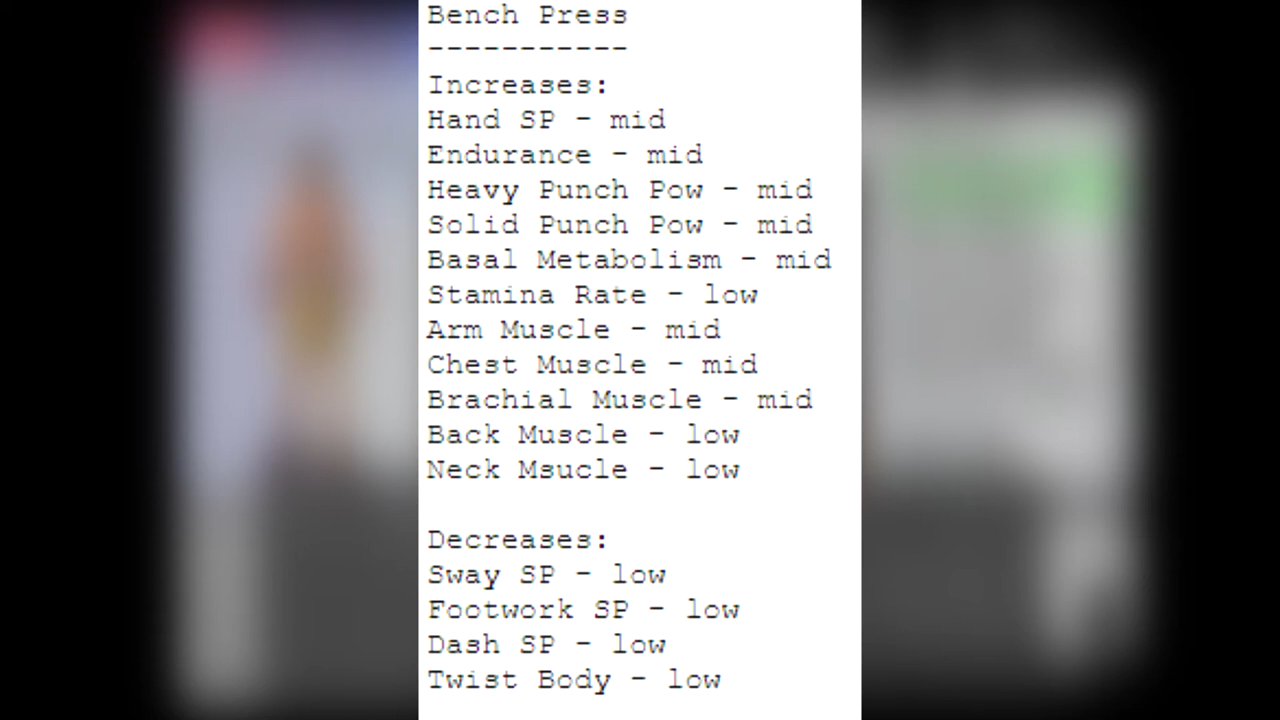 Bench Press
-----------
Increases:
Hand SP - mid
Endurance - mid
Heavy Punch Pow - mid
Solid Punch Pow - mid
Basal Metabolism - mid
Stamina Rate - low
Arm Muscle - mid
Chest Muscle - mid
Brachial Muscle - mid
Back Muscle - low
Neck Msucle - low

Decreases:
Sway SP - low
Footwork SP - low
Dash SP - low
Twist Body - low